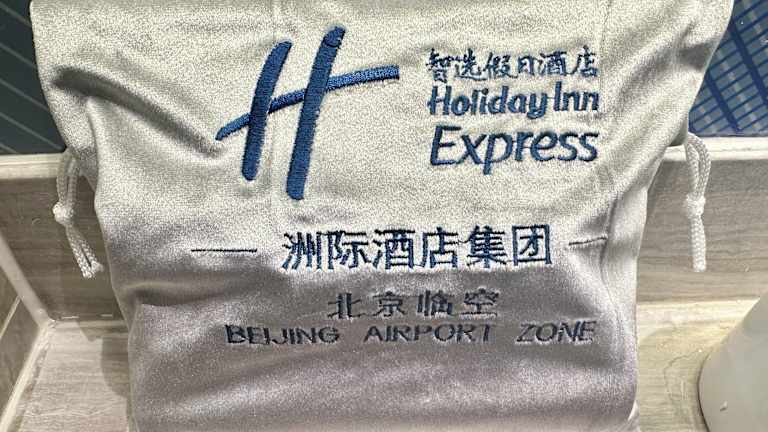 智选假日酒店
Holiday Inn
Express
洲际酒店集团
北京临空
BEIJING AIRPORT ZONE